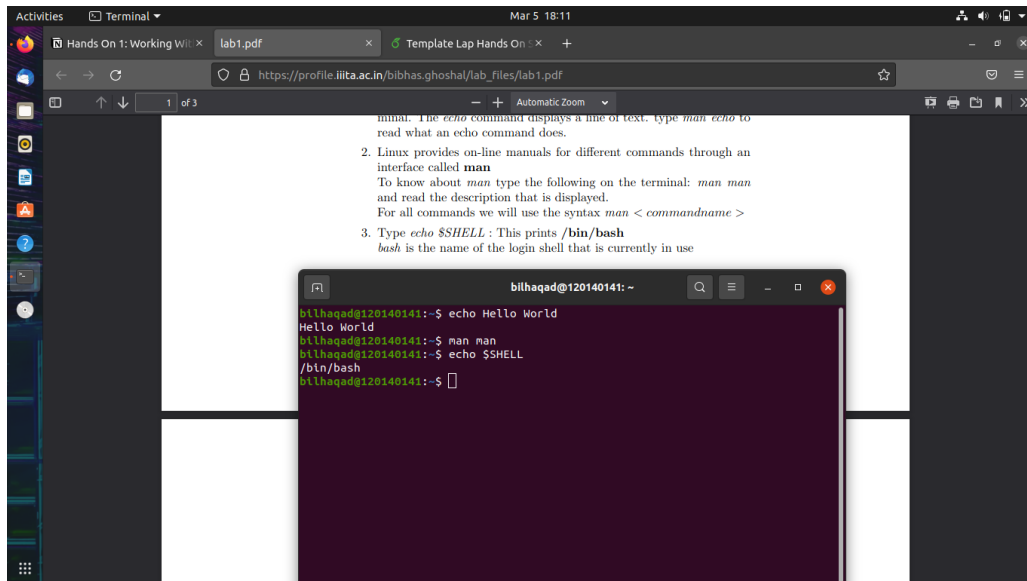 Activities Terminal Mar 5 18:11
Hands On 1: Working Wit × lab1.pdf × Template Lap Hands On S × +
https://profile.iiita.ac.in/bibhas.ghoshal/lab_files/lab1.pdf
1 of 3 — + Automatic Zoom
minal. The echo command displays a line of text. type man echo to
read what an echo command does.
2. Linux provides on-line manuals for different commands through an
interface called man
To know about man type the following on the terminal: man man
and read the description that is displayed.
For all commands we will use the syntax man < commandname >
3. Type echo $SHELL : This prints /bin/bash
bash is the name of the login shell that is currently in use
bilhaqad@120140141: ~
bilhaqad@120140141:~$ echo Hello World
Hello World
bilhaqad@120140141:~$ man man
bilhaqad@120140141:~$ echo $SHELL
/bin/bash
bilhaqad@120140141:~$